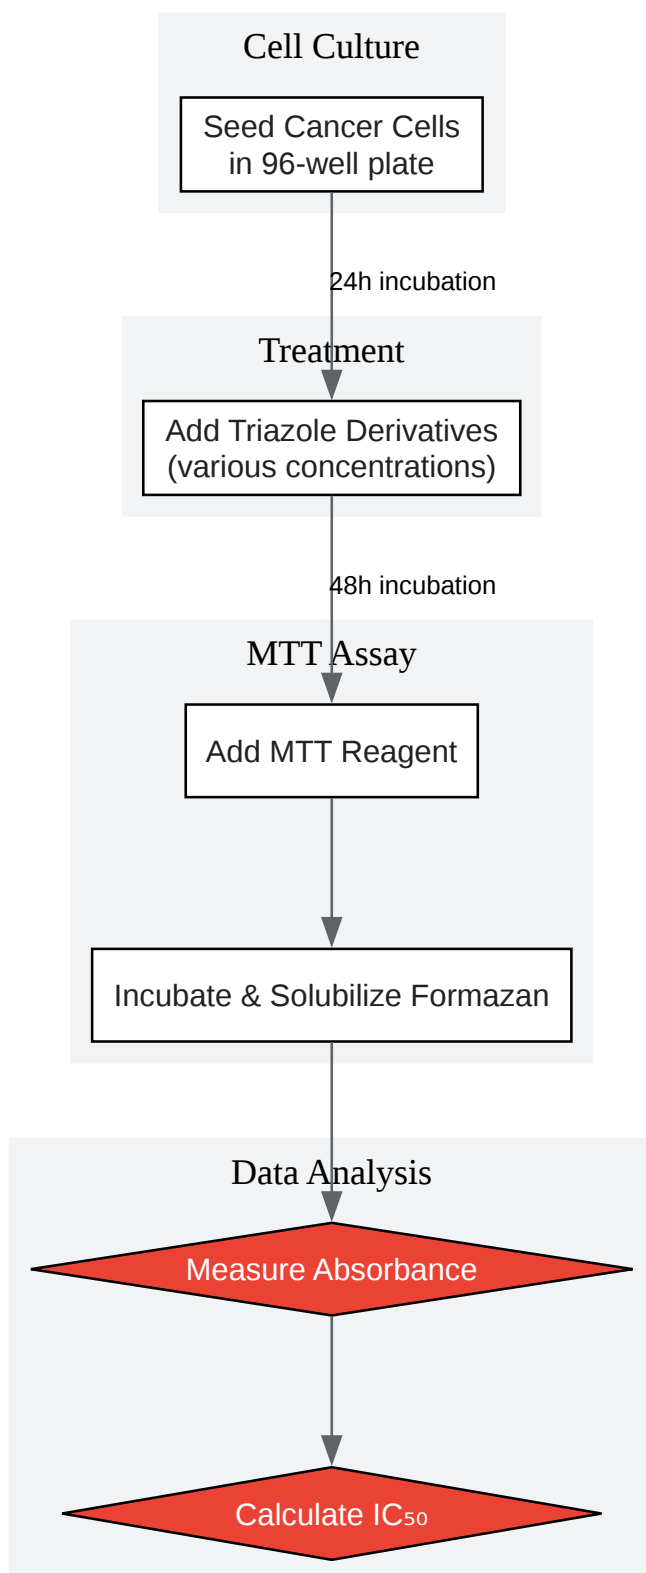 Cell Culture
Seed Cancer Cells
in 96-well plate
24h incubation
Treatment
Add Triazole Derivatives
(various concentrations)
48h incubation
MTT Assay
Add MTT Reagent
Incubate & Solubilize Formazan
Data Analysis
Measure Absorbance
Calculate IC₅₀